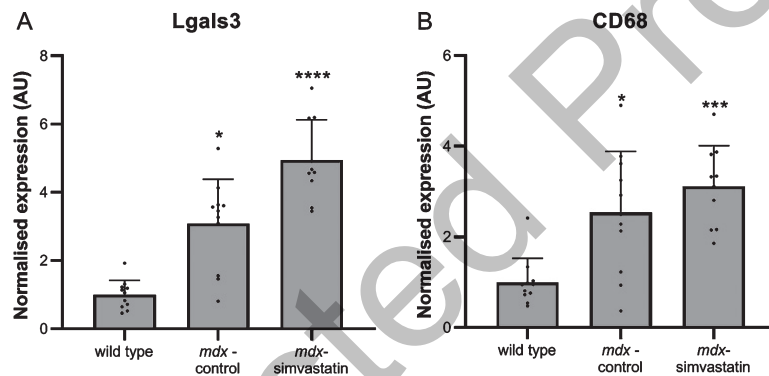 A
Lgals3
Normalised expression (AU)
8
6
4
2
0
*
****
wild type
mdx -
control
mdx-
simvastatin
B
CD68
Normalised expression (AU)
6
4
2
0
*
***
wild type
mdx -
control
mdx-
simvastatin